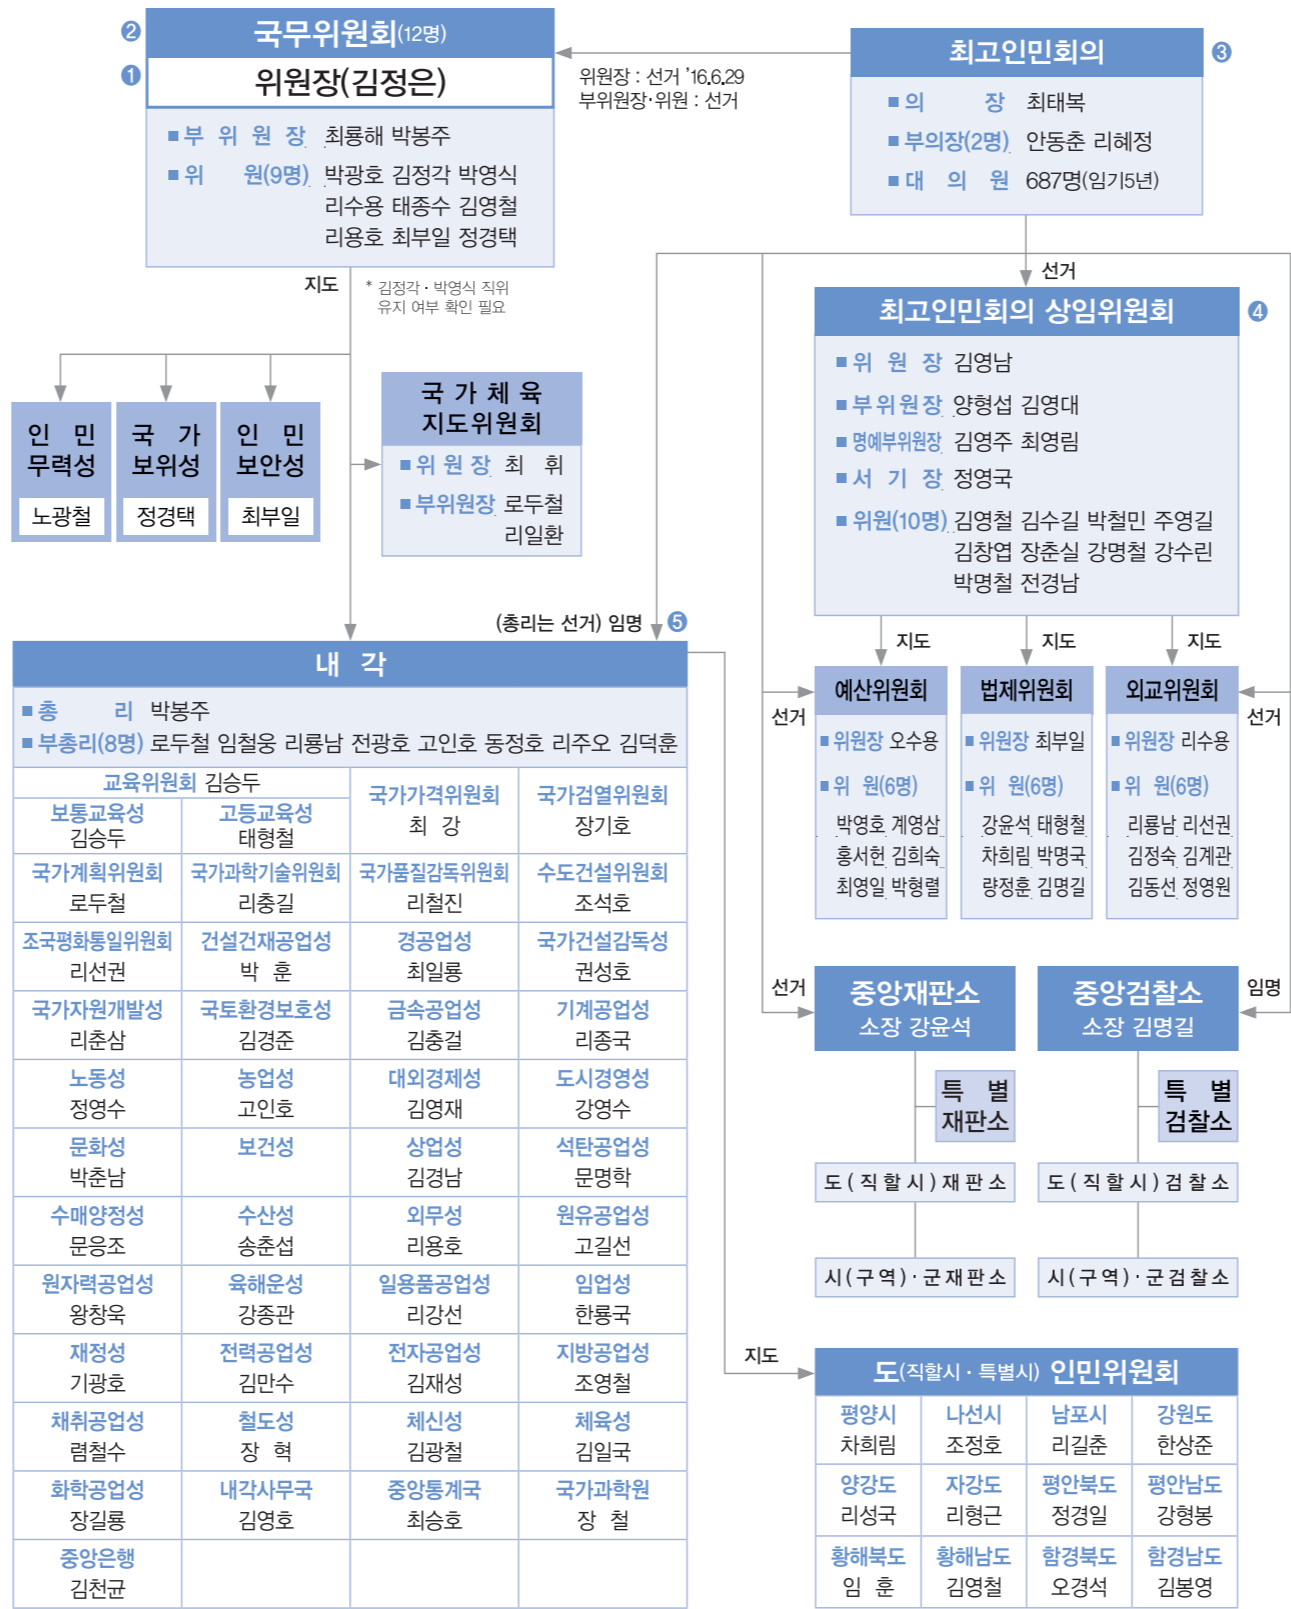 ❷ 국무위원회(12명)
❶ 위원장(김정은)
■ 부 위 원 장 최룡해 박봉주
■ 위 원(9명) 박광호 김정각 박영식
리수용 태종수 김영철
리용호 최부일 정경택
위원장 : 선거 '16.6.29
부위원장·위원 : 선거
최고인민회의 ❸
■ 의 장 최태복
■ 부의장(2명) 안동춘 리혜정
■ 대 의 원 687명(임기5년)
지도
* 김정각 · 박영식 직위
유지 여부 확인 필요
인 민
무력성
노광철
국 가
보위성
정경택
인 민
보안성
최부일
국 가 체 육
지도위원회
■ 위 원 장 최 휘
■ 부위원장 로두철
리일환
선거
최고인민회의 상임위원회 ❹
■ 위 원 장 김영남
■ 부위원장 양형섭 김영대
■ 명예부위원장 김영주 최영림
■ 서 기 장 정영국
■ 위원(10명) 김영철 김수길 박철민 주영길
김창엽 장춘실 강명철 강수린
박명철 전경남
(총리는 선거) 임명 ❺
내 각
■ 총 리 박봉주
■ 부총리(8명) 로두철 임철웅 리룡남 전광호 고인호 동정호 리주오 김덕훈
교육위원회 김승두
보통교육성 고등교육성
김승두 태형철
국가가격위원회 국가검열위원회
최 강 장기호
국가계획위원회 국가과학기술위원회 국가품질감독위원회 수도건설위원회
로두철 리충길 리철진 조석호
조국평화통일위원회 건설건재공업성 경공업성 국가건설감독성
리선권 박 훈 최일룡 권성호
국가자원개발성 국토환경보호성 금속공업성 기계공업성
리춘삼 김경준 김충걸 리종국
노동성 농업성 대외경제성 도시경영성
정영수 고인호 김영재 강영수
문화성 보건성 상업성 석탄공업성
박춘남 김경남 문명학
수매양정성 수산성 외무성 원유공업성
문응조 송춘섭 리용호 고길선
원자력공업성 육해운성 일용품공업성 임업성
왕창욱 강종관 리강선 한룡국
재정성 전력공업성 전자공업성 지방공업성
기광호 김만수 김재성 조영철
채취공업성 철도성 체신성 체육성
렴철수 장 혁 김광철 김일국
화학공업성 내각사무국 중앙통계국 국가과학원
장길룡 김영호 최승호 장 철
중앙은행
김천균
지도 지도 지도
선거 선거
예산위원회
■ 위원장 오수용
■ 위 원(6명)
박영호 계영삼
홍서헌 김희숙
최영일 박형렬
법제위원회
■ 위원장 최부일
■ 위 원(6명)
강윤석 태형철
차희림 박명국
량정훈 김명길
외교위원회
■ 위원장 리수용
■ 위 원(6명)
리룡남 리선권
김정숙 김계관
김동선 정영원
선거
중앙재판소
소장 강윤석
특 별
재판소
도(직할시)재판소
시(구역)·군재판소
임명
중앙검찰소
소장 김명길
특 별
검찰소
도(직할시)검찰소
시(구역)·군검찰소
지도
도(직할시 · 특별시) 인민위원회
평양시 나선시 남포시 강원도
차희림 조정호 리길춘 한상준
양강도 자강도 평안북도 평안남도
리성국 리형근 정경일 강형봉
황해북도 황해남도 함경북도 함경남도
임 훈 김영철 오경석 김봉영